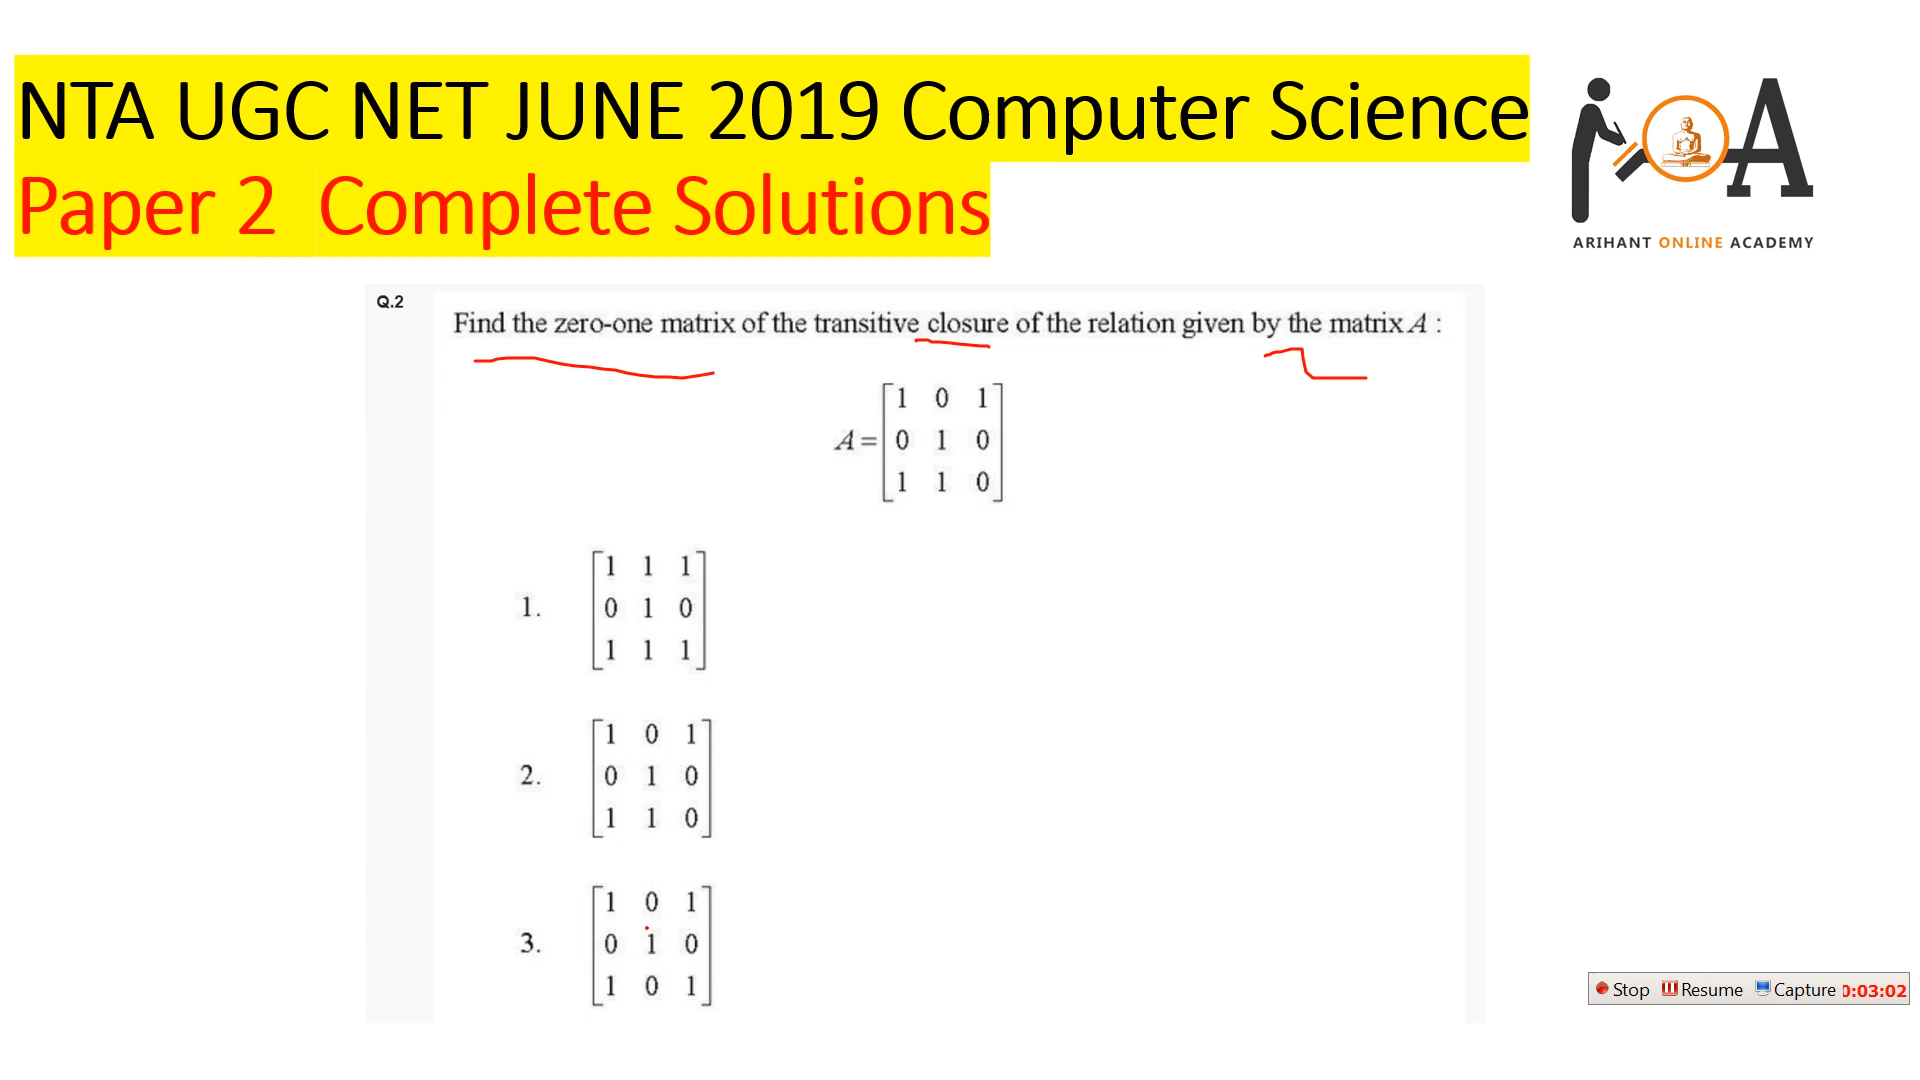 NTA UGC NET JUNE 2019 Computer Science
Paper 2 Complete Solutions
ARIHANT ONLINE ACADEMY
Q.2
Find the zero-one matrix of the transitive closure of the relation given by the matrix A :
1 0 1
A = 0 1 0
1 1 0
1 1 1
1. 0 1 0
1 1 1
1 0 1
2. 0 1 0
1 1 0
1 0 1
3. 0 1 0
1 0 1
Stop Resume Capture 0:03:02